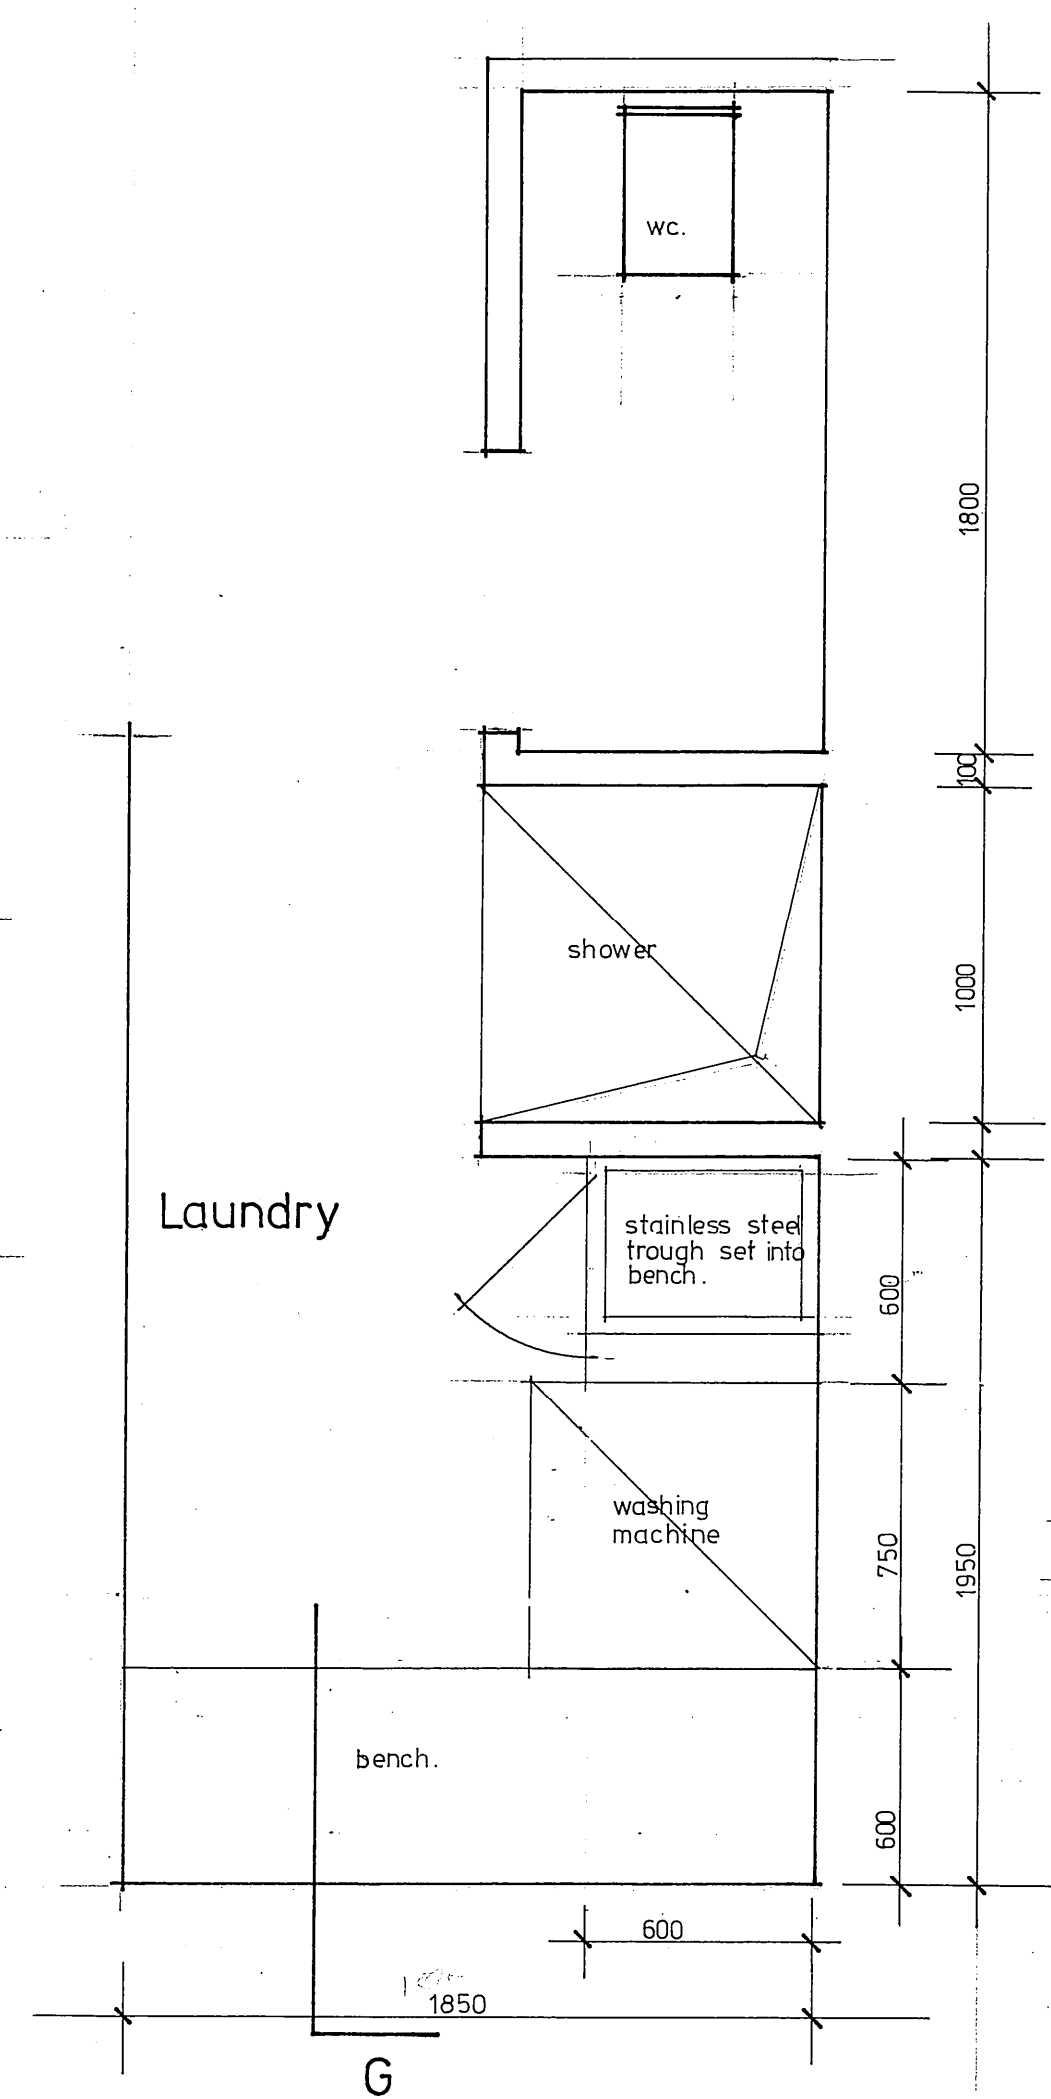 wc.
1800
100
shower
1000
Laundry
stainless steel
trough set into
bench.
600
washing
machine
750
1950
bench.
600
600
1850
G